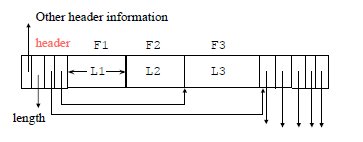 Other header information
header F1 F2 F3
L1 L2 L3
length